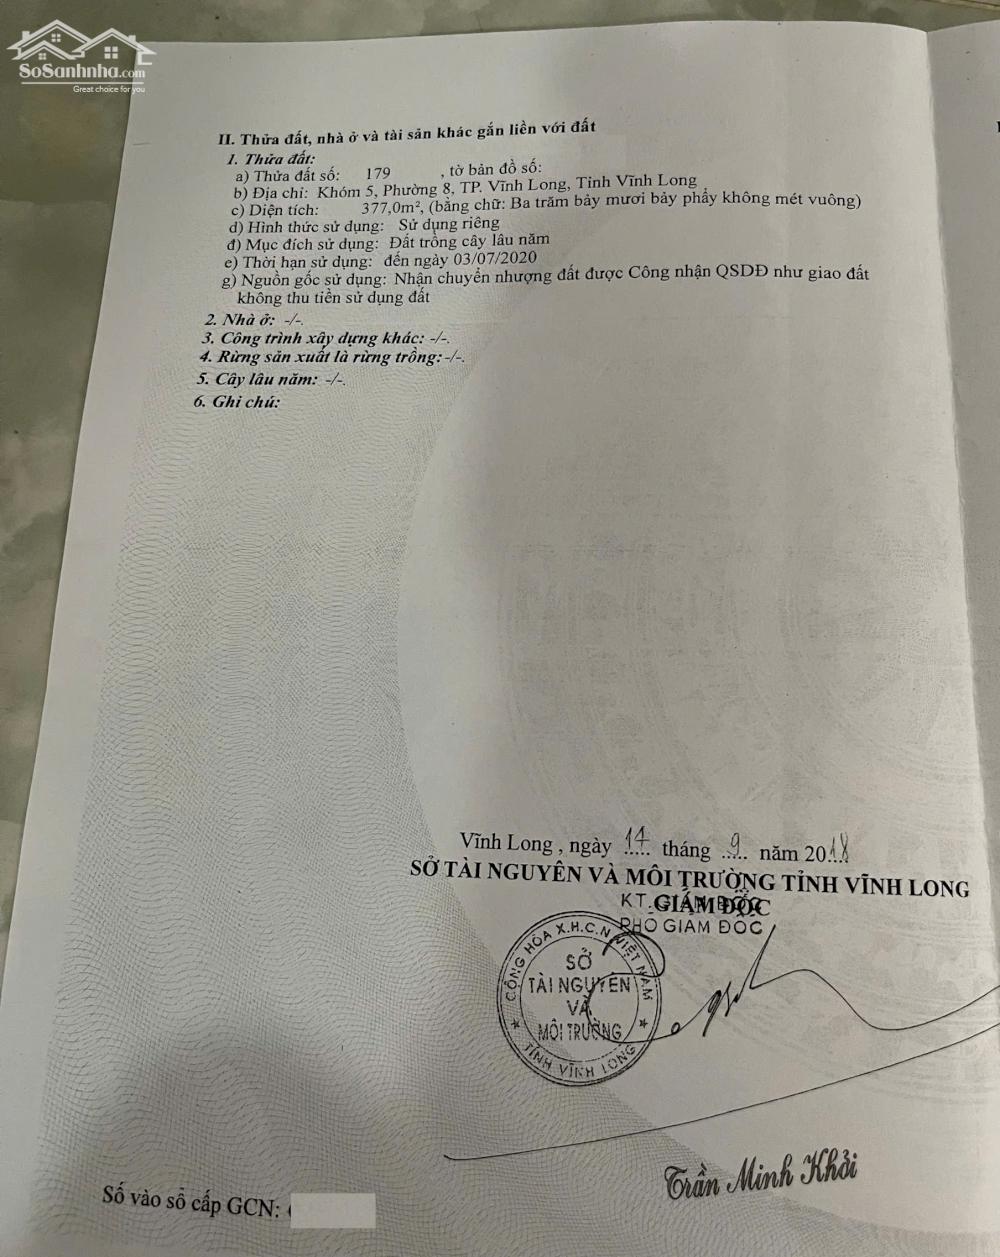 SoSanhnha.com
Great choice for you
II. Thửa đất, nhà ở và tài sản khác gắn liền với đất
1. Thửa đất:
a) Thửa đất số: 179 , tờ bản đồ số:
b) Địa chỉ: Khóm 5, Phường 8, TP. Vĩnh Long, Tỉnh Vĩnh Long
c) Diện tích: 377,0m², (bằng chữ: Ba trăm bảy mươi bảy phẩy không mét vuông)
d) Hình thức sử dụng: Sử dụng riêng
đ) Mục đích sử dụng: Đất trồng cây lâu năm
e) Thời hạn sử dụng: đến ngày 03/07/2020
g) Nguồn gốc sử dụng: Nhận chuyển nhượng đất được Công nhận QSDĐ như giao đất
không thu tiền sử dụng đất
2. Nhà ở: -/-.
3. Công trình xây dựng khác: -/-.
4. Rừng sản xuất là rừng trồng: -/-.
5. Cây lâu năm: -/-.
6. Ghi chú:
Vĩnh Long , ngày 14 tháng 9 năm 2018
SỞ TÀI NGUYÊN VÀ MÔI TRƯỜNG TỈNH VĨNH LONG
KT. GIÁM ĐỐC
GIÁM ĐỐC
PHÓ GIÁM ĐỐC
CỘNG HÒA X.H.C.N VIỆT NAM
SỞ
TÀI NGUYÊN
VÀ
MÔI TRƯỜNG
TỈNH VĨNH LONG
Trần Minh Khởi
Số vào sổ cấp GCN: